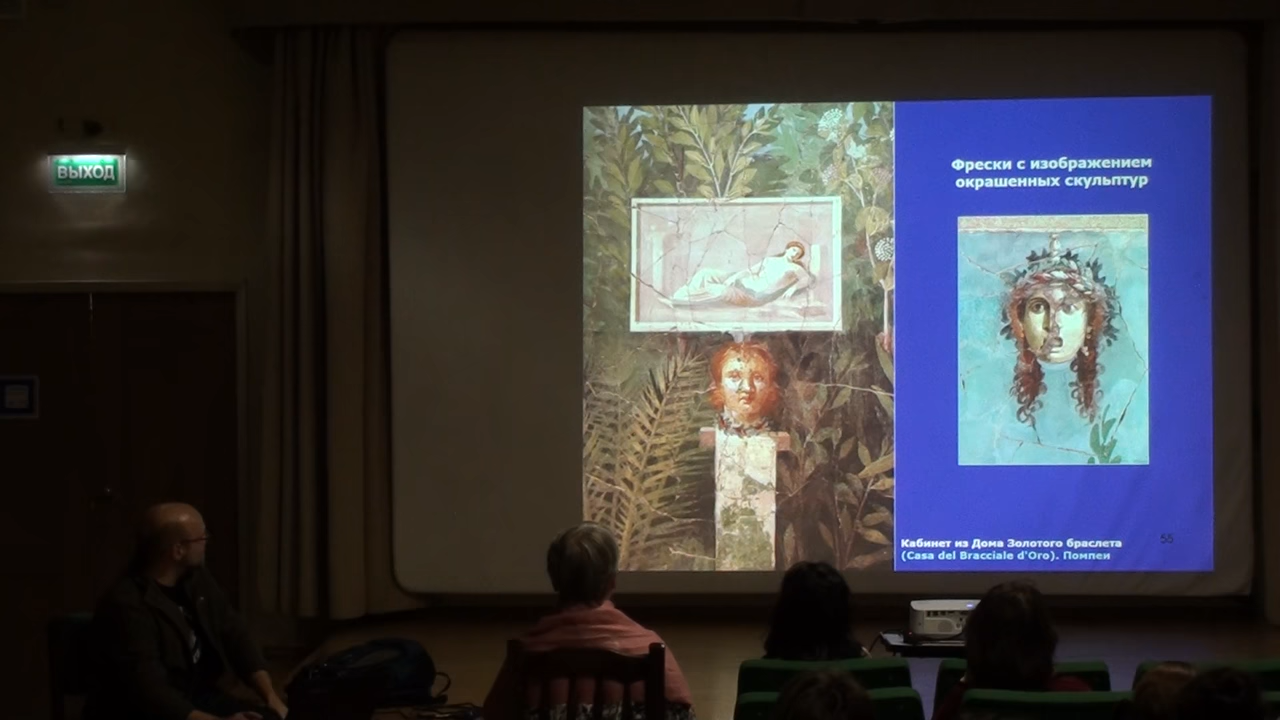 ВЫХОД
Фрески с изображением
окрашенных скульптур
Кабинет из Дома Золотого браслета
(Casa del Bracciale d'Oro). Помпеи
55